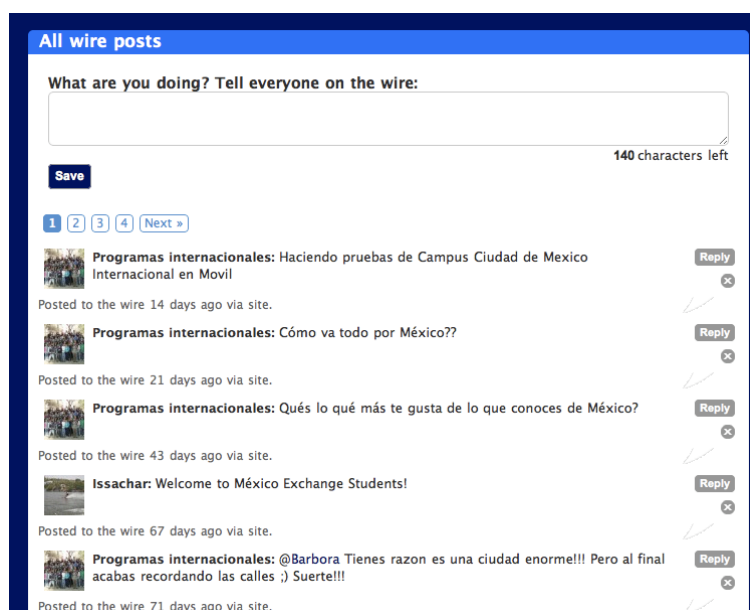 All wire posts
What are you doing? Tell everyone on the wire:
140 characters left
Save
1 2 3 4 Next »
Programas internacionales: Haciendo pruebas de Campus Ciudad de Mexico
Internacional en Movil
Reply
Posted to the wire 14 days ago via site.
Programas internacionales: Cómo va todo por México??
Reply
Posted to the wire 21 days ago via site.
Programas internacionales: Qués lo qué más te gusta de lo que conoces de México?
Reply
Posted to the wire 43 days ago via site.
Issachar: Welcome to México Exchange Students!
Reply
Posted to the wire 67 days ago via site.
Programas internacionales: @Barbora Tienes razon es una ciudad enorme!!! Pero al final
acabas recordando las calles ;) Suerte!!!
Reply
Posted to the wire 71 days ago via site.